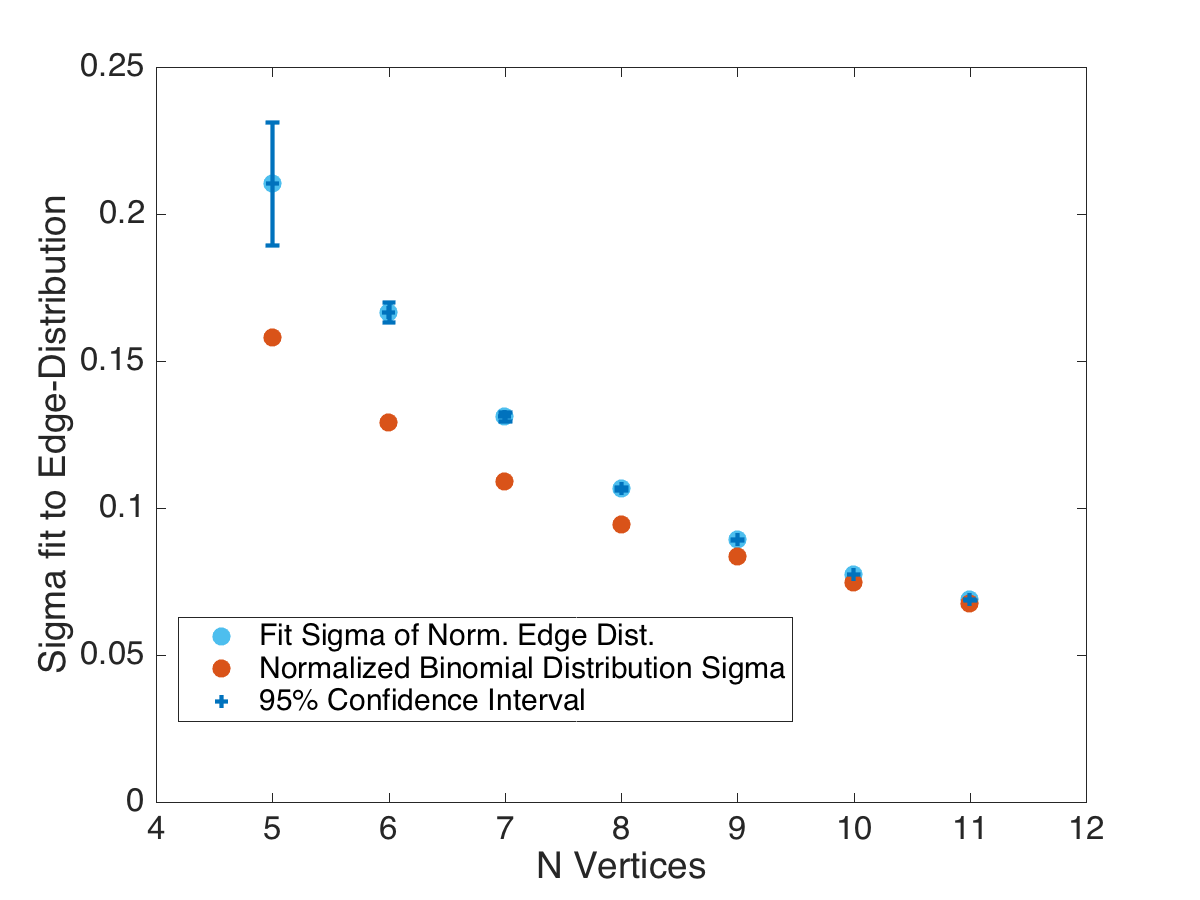 0.25
0.2
0.15
0.1
0.05
0
Sigma fit to Edge-Distribution
Fit Sigma of Norm. Edge Dist.
Normalized Binomial Distribution Sigma
95% Confidence Interval
4 5 6 7 8 9 10 11 12
N Vertices